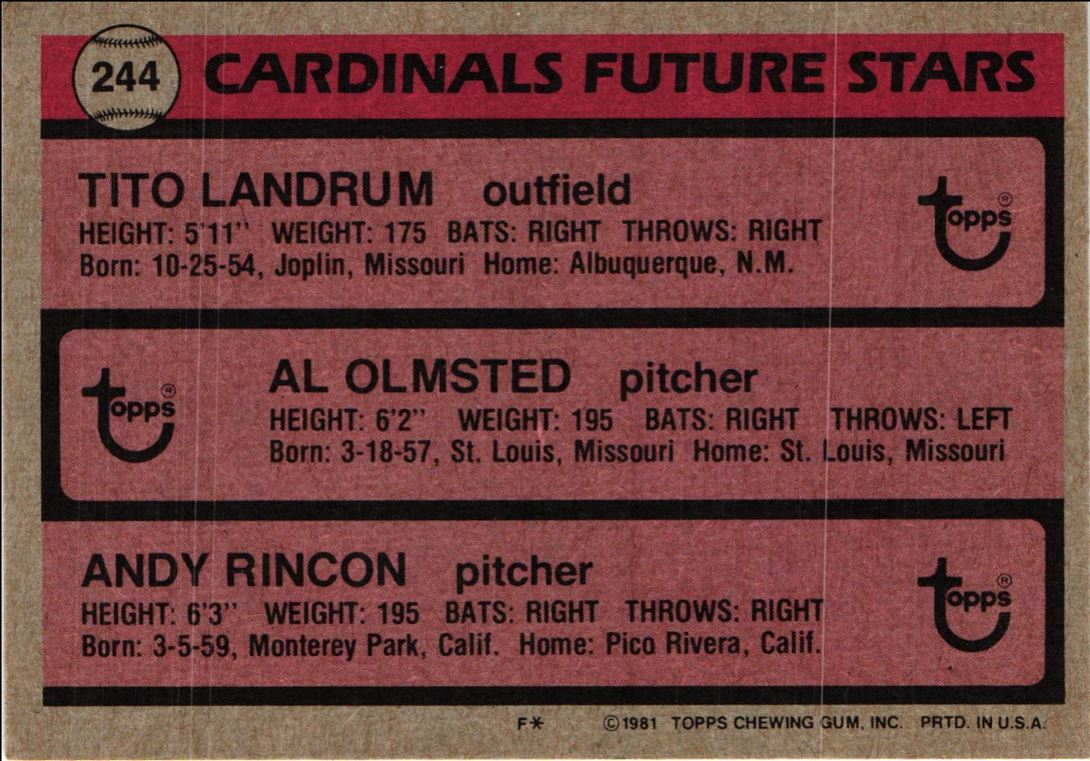 244 CARDINALS FUTURE STARS
TITO LANDRUM outfield
HEIGHT: 5'11'' WEIGHT: 175 BATS: RIGHT THROWS: RIGHT
Born: 10-25-54, Joplin, Missouri Home: Albuquerque, N.M.
topps®
AL OLMSTED pitcher
HEIGHT: 6'2'' WEIGHT: 195 BATS: RIGHT THROWS: LEFT
Born: 3-18-57, St. Louis, Missouri Home: St. Louis, Missouri
topps®
ANDY RINCON pitcher
HEIGHT: 6'3'' WEIGHT: 195 BATS: RIGHT THROWS: RIGHT
Born: 3-5-59, Monterey Park, Calif. Home: Pico Rivera, Calif.
topps®
F* ©1981 TOPPS CHEWING GUM, INC. PRTD. IN U.S.A.